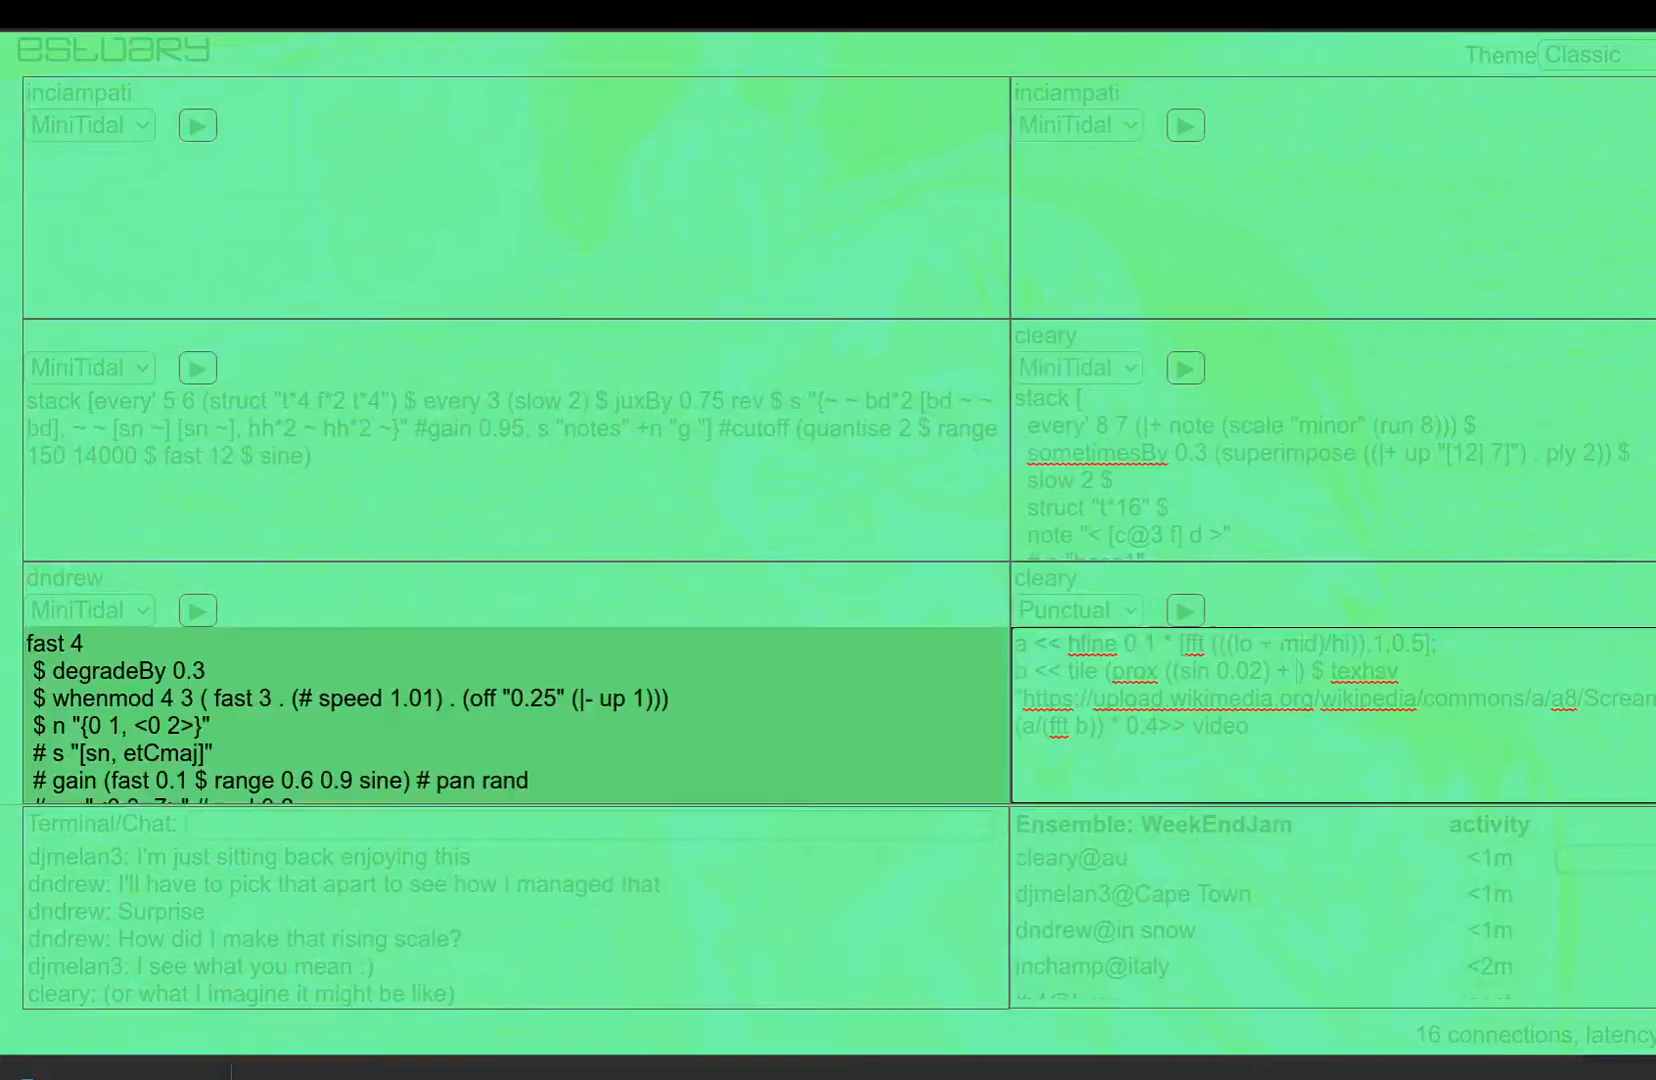 estuary
Theme Classic
inciampati
MiniTidal
inciampati
MiniTidal
MiniTidal
stack [every' 5 6 (struct "t*4 f*2 t*4") $ every 3 (slow 2) $ juxBy 0.75 rev $ s "{~ ~ bd*2 [bd ~ ~
bd], ~ ~ [sn ~] [sn ~], hh*2 ~ hh*2 ~}" #gain 0.95, s "notes" +n "g "] #cutoff (quantise 2 $ range
150 14000 $ fast 12 $ sine)
cleary
MiniTidal
stack [
every' 8 7 (|+ note (scale "minor" (run 8))) $
sometimesBy 0.3 (superimpose ((|+ up "[12| 7]") . ply 2)) $
slow 2 $
struct "t*16" $
note "< [c@3 f] d >"
dndrew
MiniTidal
fast 4
$ degradeBy 0.3
$ whenmod 4 3 ( fast 3 . (# speed 1.01) . (off "0.25" (|- up 1)))
$ n "{0 1, <0 2>}"
# s "[sn, etCmaj]"
# gain (fast 0.1 $ range 0.6 0.9 sine) # pan rand
cleary
Punctual
a << hline 0.1 * [fft (((lo + mid)/hi)),1,0.5];
b << tile (prox ((sin 0.02) + ) $ texhsv
"https://upload.wikimedia.org/wikipedia/commons/a/a8/Scream
(a/(fft b)) * 0.4>> video
Terminal/Chat:
djmelan3: I'm just sitting back enjoying this
dndrew: I'll have to pick that apart to see how I managed that
dndrew: Surprise
dndrew: How did I make that rising scale?
djmelan3: I see what you mean :)
cleary: (or what I imagine it might be like)
Ensemble: WeekEndJam activity
cleary@au <1m
djmelan3@Cape Town <1m
dndrew@in snow <1m
inchamp@italy <2m
16 connections, latency